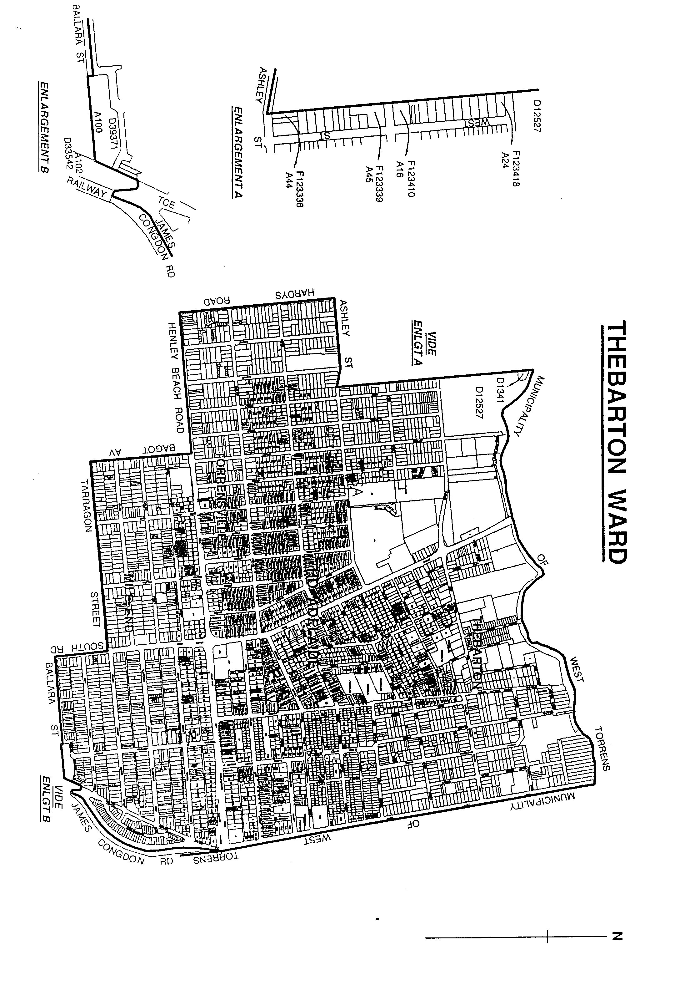 THEBARTON WARD
N
D12527
WEST
ST
ASHLEY
ST
F123418
A24
F123410
A16
F123339
A45
F123338
A44
ENLARGEMENT A
BALLARA ST
D39371
A100
A102
D33542
RAILWAY
TCE
JAMES
CONGDON RD
ENLARGEMENT B
MUNICIPALITY
OF
WEST
TORRENS
D1341
D12527
VIDE
ENLGT A
ASHLEY
ST
HARDYS
ROAD
HENLEY BEACH ROAD
BAGOT
AV
TARRAGON
STREET
SOUTH
RD
BALLARA
ST
VIDE
ENLGT B
JAMES
CONGDON
RD
MUNICIPALITY
OF
WEST
TORRENS
THEBARTON
TORRENSVILLE
ADELAIDE
MILE END